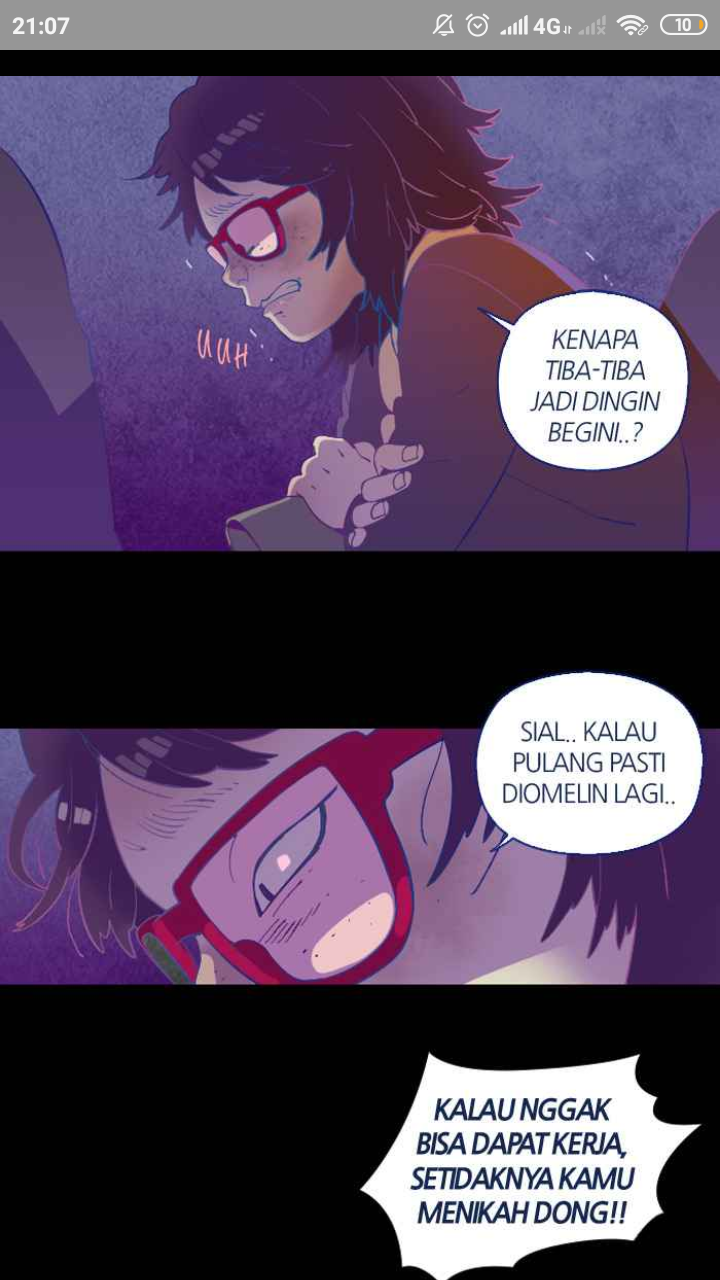 21:07
4G
10
UUH
KENAPA
TIBA-TIBA
JADI DINGIN
BEGINI..?
SIAL.. KALAU
PULANG PASTI
DIOMELIN LAGI..
KALAU NGGAK
BISA DAPAT KERJA,
SETIDAKNYA KAMU
MENIKAH DONG!!